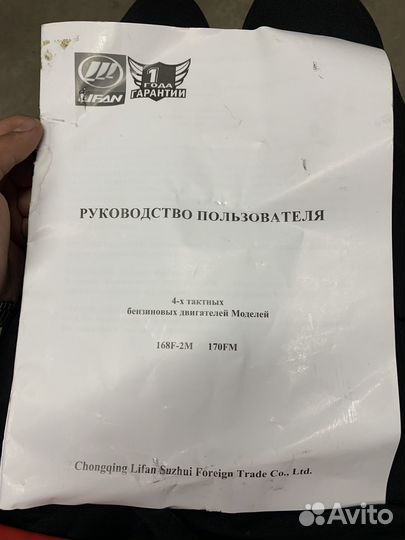 LIFAN
1
ГОДА
ГАРАНТИИ
РУКОВОДСТВО ПОЛЬЗОВАТЕЛЯ
4-х тактных
бензиновых двигателей Моделей
168F-2M 170FM
Chongqing Lifan Suzhui Foreign Trade Co., Ltd.
Avito